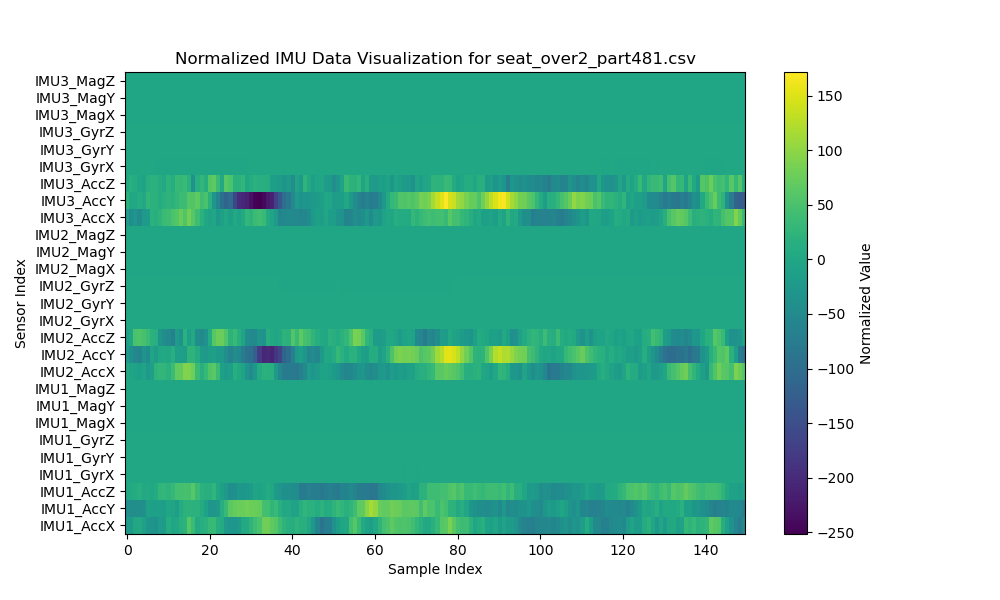 Normalized IMU Data Visualization for seat_over2_part481.csv
Sensor Index
IMU3_MagZ
IMU3_MagY
IMU3_MagX
IMU3_GyrZ
IMU3_GyrY
IMU3_GyrX
IMU3_AccZ
IMU3_AccY
IMU3_AccX
IMU2_MagZ
IMU2_MagY
IMU2_MagX
IMU2_GyrZ
IMU2_GyrY
IMU2_GyrX
IMU2_AccZ
IMU2_AccY
IMU2_AccX
IMU1_MagZ
IMU1_MagY
IMU1_MagX
IMU1_GyrZ
IMU1_GyrY
IMU1_GyrX
IMU1_AccZ
IMU1_AccY
IMU1_AccX
0 20 40 60 80 100 120 140
Sample Index
150
100
50
0
−50
−100
−150
−200
−250
Normalized Value